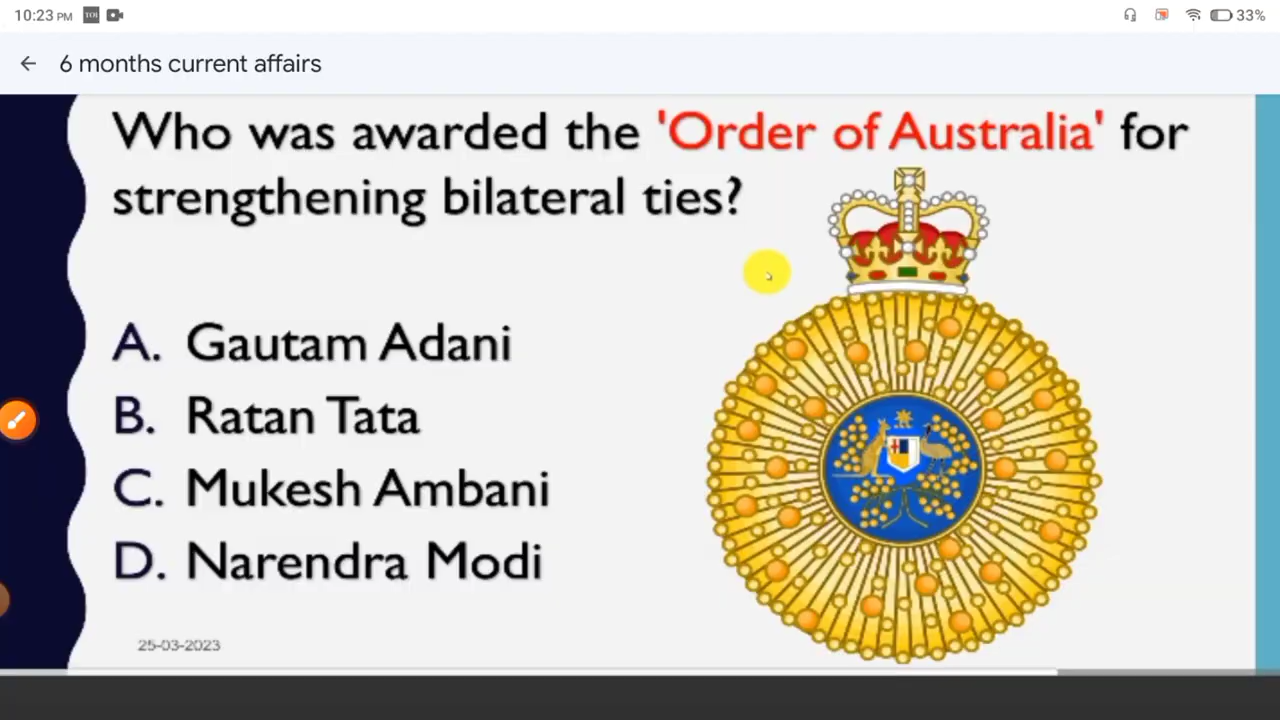 10:23 PM TOI 33%
6 months current affairs
Who was awarded the 'Order of Australia' for
strengthening bilateral ties?
A. Gautam Adani
B. Ratan Tata
C. Mukesh Ambani
D. Narendra Modi
25-03-2023